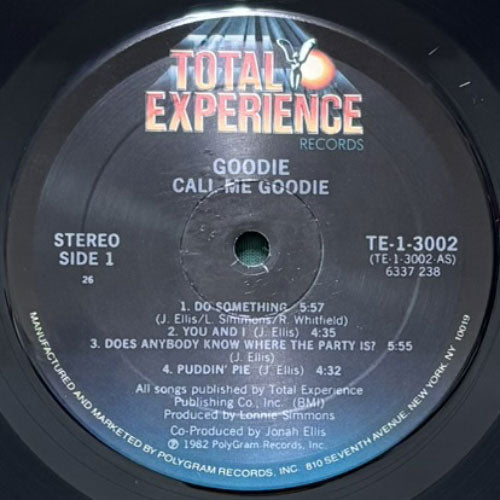 TOTAL
EXPERIENCE
RECORDS
GOODIE
CALL ME GOODIE
STEREO
SIDE 1
26
TE-1-3002
(TE-1-3002-AS)
6337 238
1. DO SOMETHING 5:57
(J. Ellis/L. Simmons/R. Whitfield)
2. YOU AND I (J. Ellis) 4:35
3. DOES ANYBODY KNOW WHERE THE PARTY IS? 5:55
(J. Ellis)
4. PUDDIN' PIE (J. Ellis) 4:32
All songs published by Total Experience
Publishing Co., Inc. (BMI)
Produced by Lonnie Simmons
Co-Produced by Jonah Ellis
℗ 1982 PolyGram Records, Inc.
MANUFACTURED AND MARKETED BY POLYGRAM RECORDS, INC. 810 SEVENTH AVENUE, NEW YORK, NY 10019